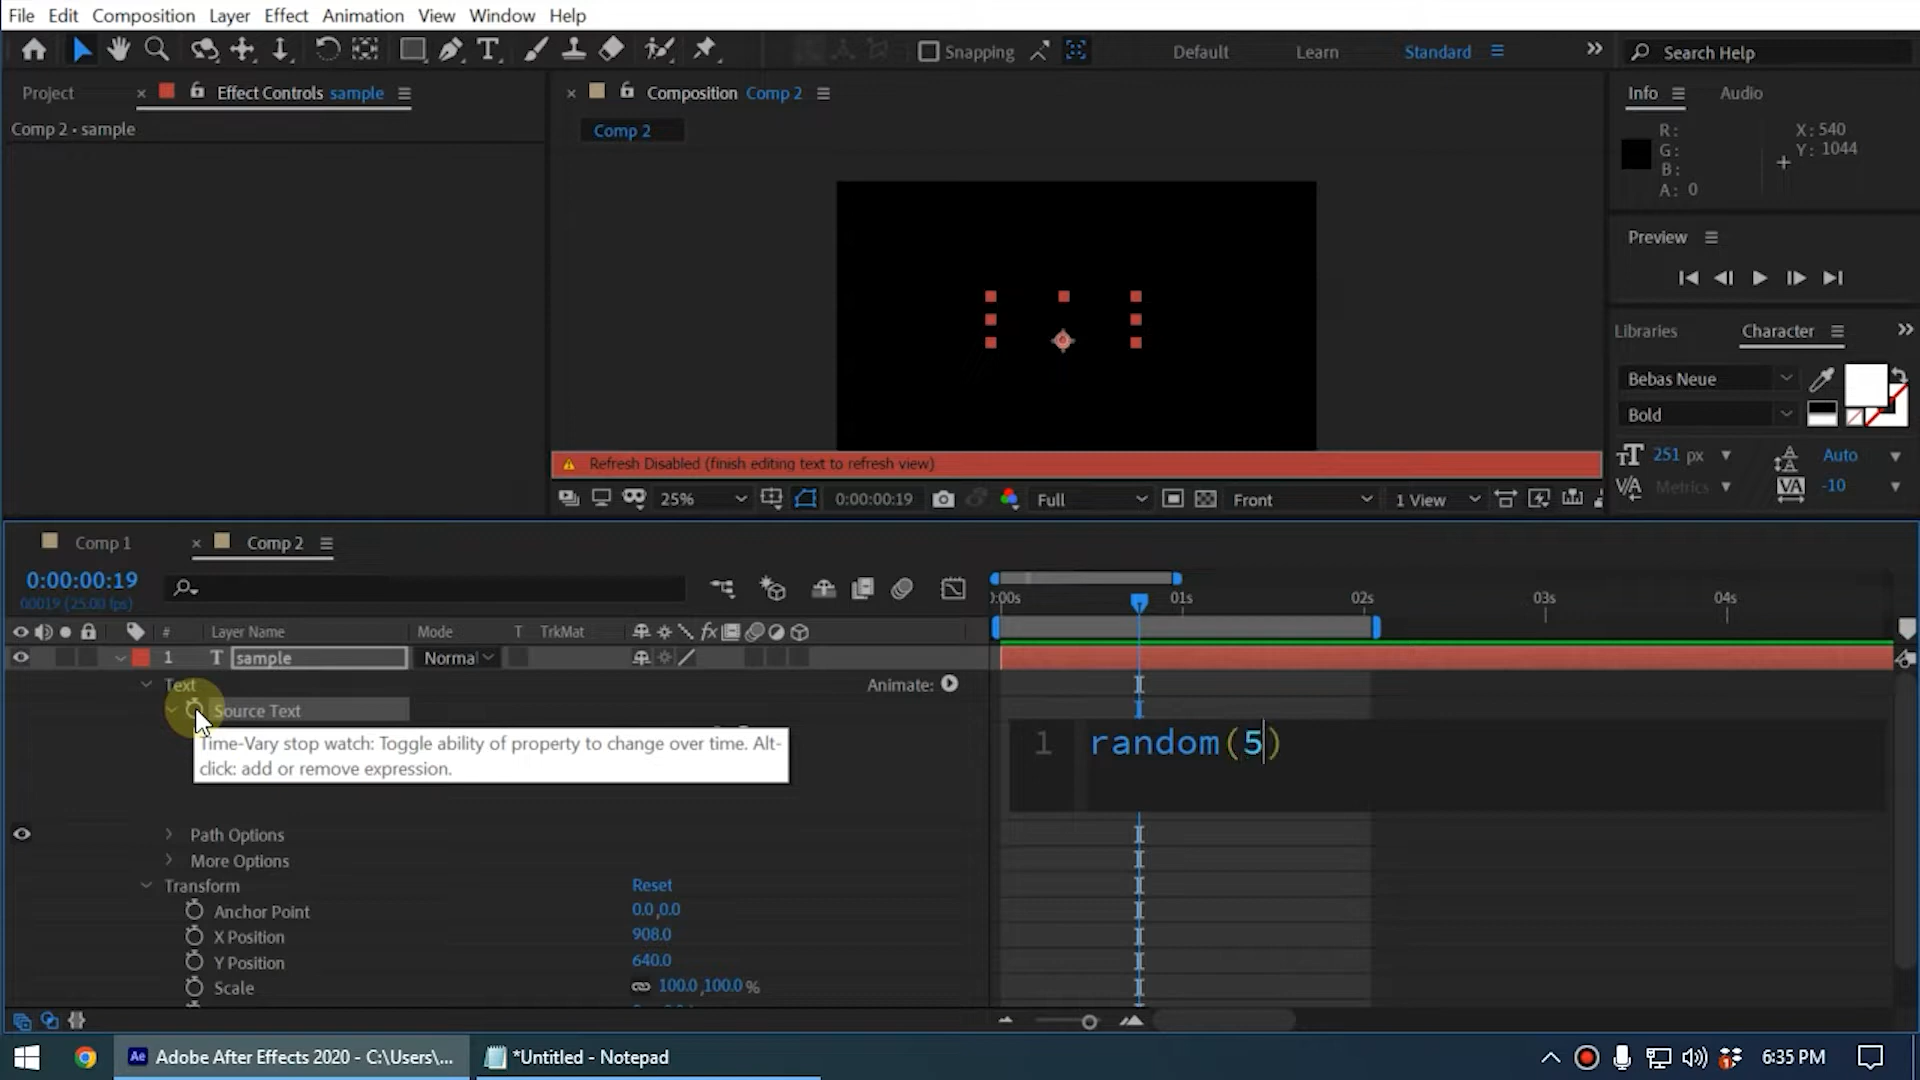 File Edit Composition Layer Effect Animation View Window Help
Snapping Default Learn Standard Search Help
Project Effect Controls sample
Comp 2 • sample
Composition Comp 2
Comp 2
Info Audio
R:
G:
B:
A: 0
X: 540
Y: 1044
Preview
Libraries Character
Bebas Neue
Bold
251 px Auto
Metrics -10
Refresh Disabled (finish editing text to refresh view)
25% 0:00:00:19 Full Front 1 View
Comp 1 Comp 2
0:00:00:19
00019 (25.00 fps)
:00s 01s 02s 03s 04s
# Layer Name Mode T TrkMat
1 T sample Normal
Text Animate:
Source Text
Time-Vary stop watch: Toggle ability of property to change over time. Alt-
click: add or remove expression.
1 random(5)
Path Options
More Options
Transform Reset
Anchor Point 0.0,0.0
X Position 908.0
Y Position 640.0
Scale 100.0,100.0%
Adobe After Effects 2020 - C:\Users\... *Untitled - Notepad 6:35 PM